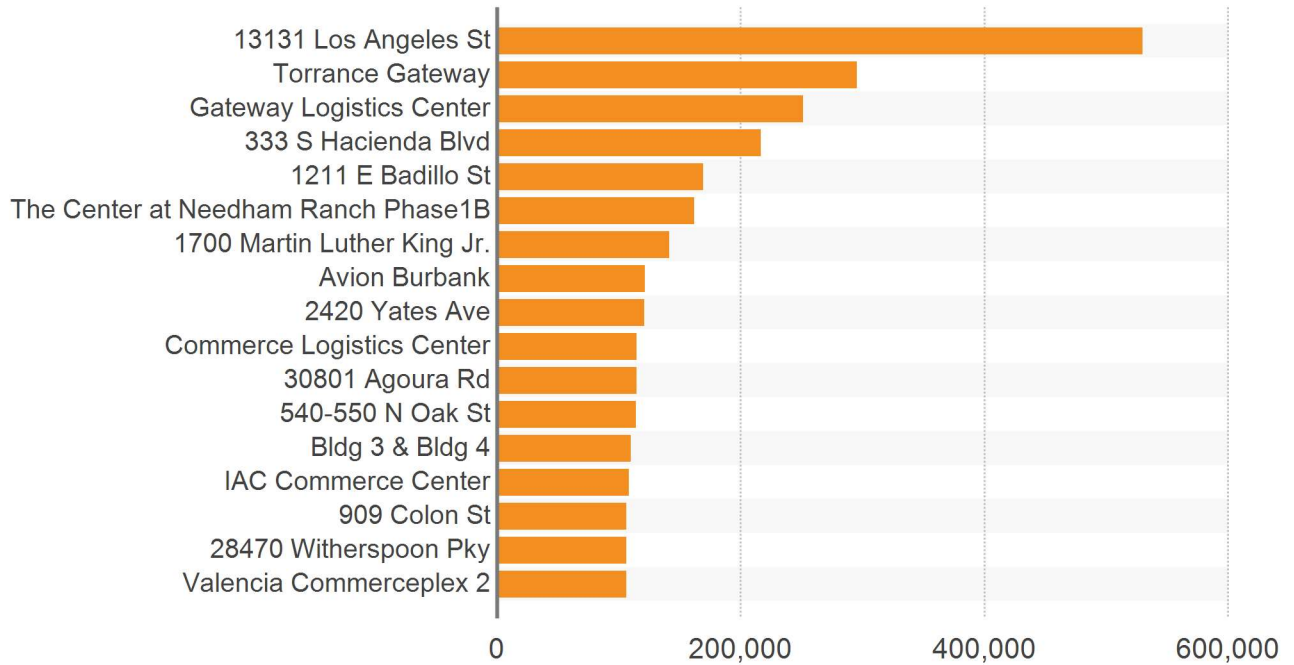 13131 Los Angeles St
Torrance Gateway
Gateway Logistics Center
333 S Hacienda Blvd
1211 E Badillo St
The Center at Needham Ranch Phase1B
1700 Martin Luther King Jr.
Avion Burbank
2420 Yates Ave
Commerce Logistics Center
30801 Agoura Rd
540-550 N Oak St
Bldg 3 & Bldg 4
IAC Commerce Center
909 Colon St
28470 Witherspoon Pky
Valencia Commerceplex 2
0 200,000 400,000 600,000